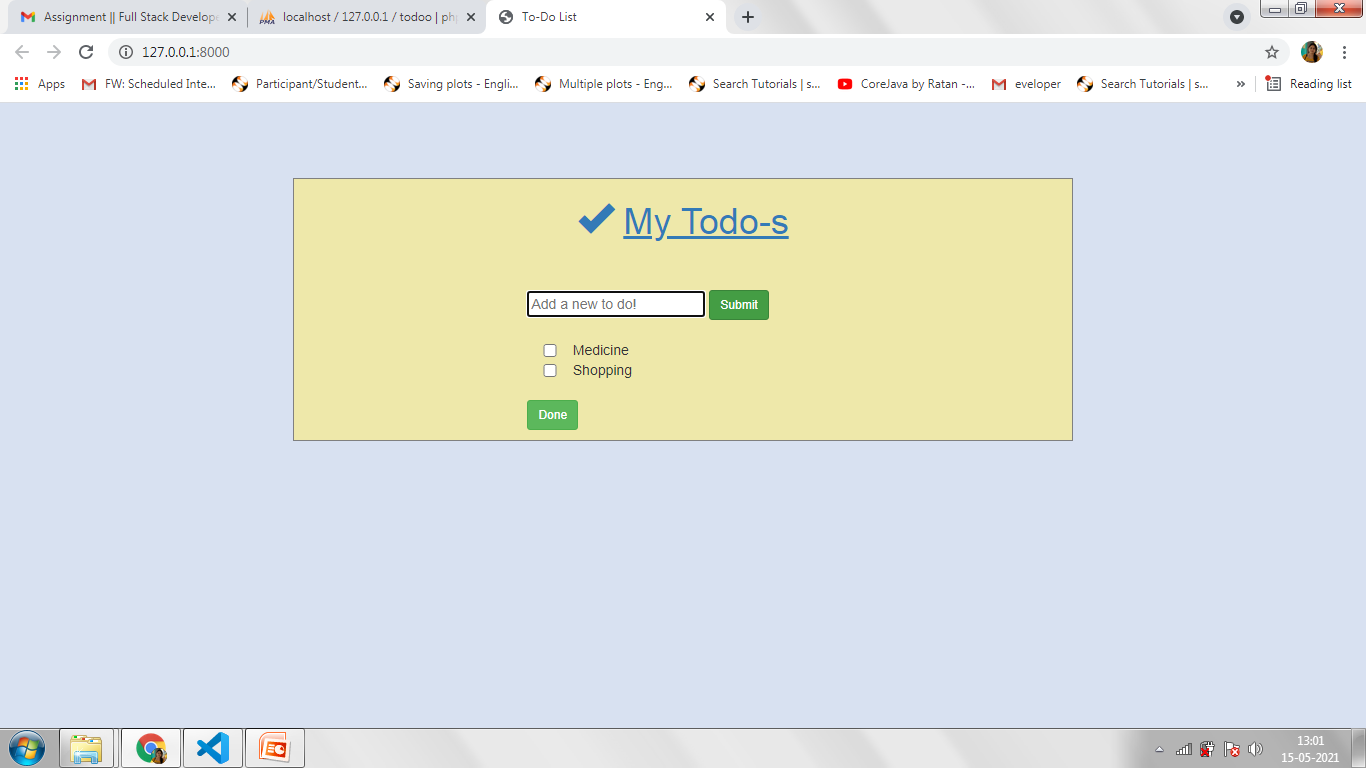 Assignment || Full Stack Develope
localhost / 127.0.0.1 / todoo | ph
To-Do List
127.0.0.1:8000
Apps
FW: Scheduled Inte...
Participant/Student...
Saving plots - Engli...
Multiple plots - Eng...
Search Tutorials | s...
CoreJava by Ratan -...
eveloper
Search Tutorials | s...
»
Reading list
My Todo-s
Add a new to do!
Submit
Medicine
Shopping
Done
13:01
15-05-2021